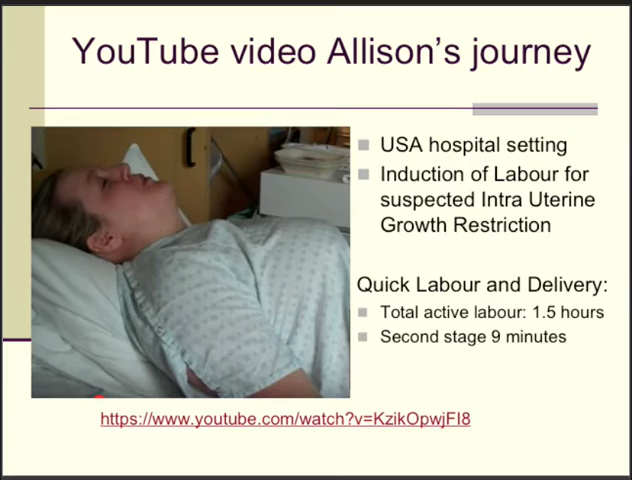 YouTube video Allison's journey
USA hospital setting
Induction of Labour for
suspected Intra Uterine
Growth Restriction
Quick Labour and Delivery:
Total active labour: 1.5 hours
Second stage 9 minutes
https://www.youtube.com/watch?v=KzikOpwjFI8